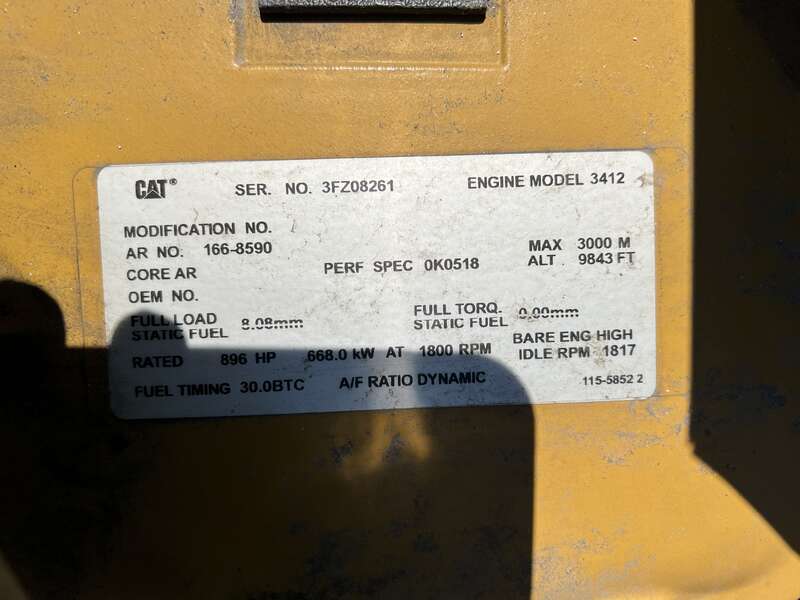 CAT® SER. NO. 3FZ08261 ENGINE MODEL 3412
MODIFICATION NO.
AR NO. 166-8590 MAX 3000 M
CORE AR PERF SPEC 0K0518 ALT 9843 FT
OEM NO.
FULL LOAD STATIC FUEL 8.08mm FULL TORQ. STATIC FUEL 0.00mm
RATED 896 HP 668.0 kW AT 1800 RPM BARE ENG HIGH IDLE RPM 1817
FUEL TIMING 30.0BTC A/F RATIO DYNAMIC 115-5852 2